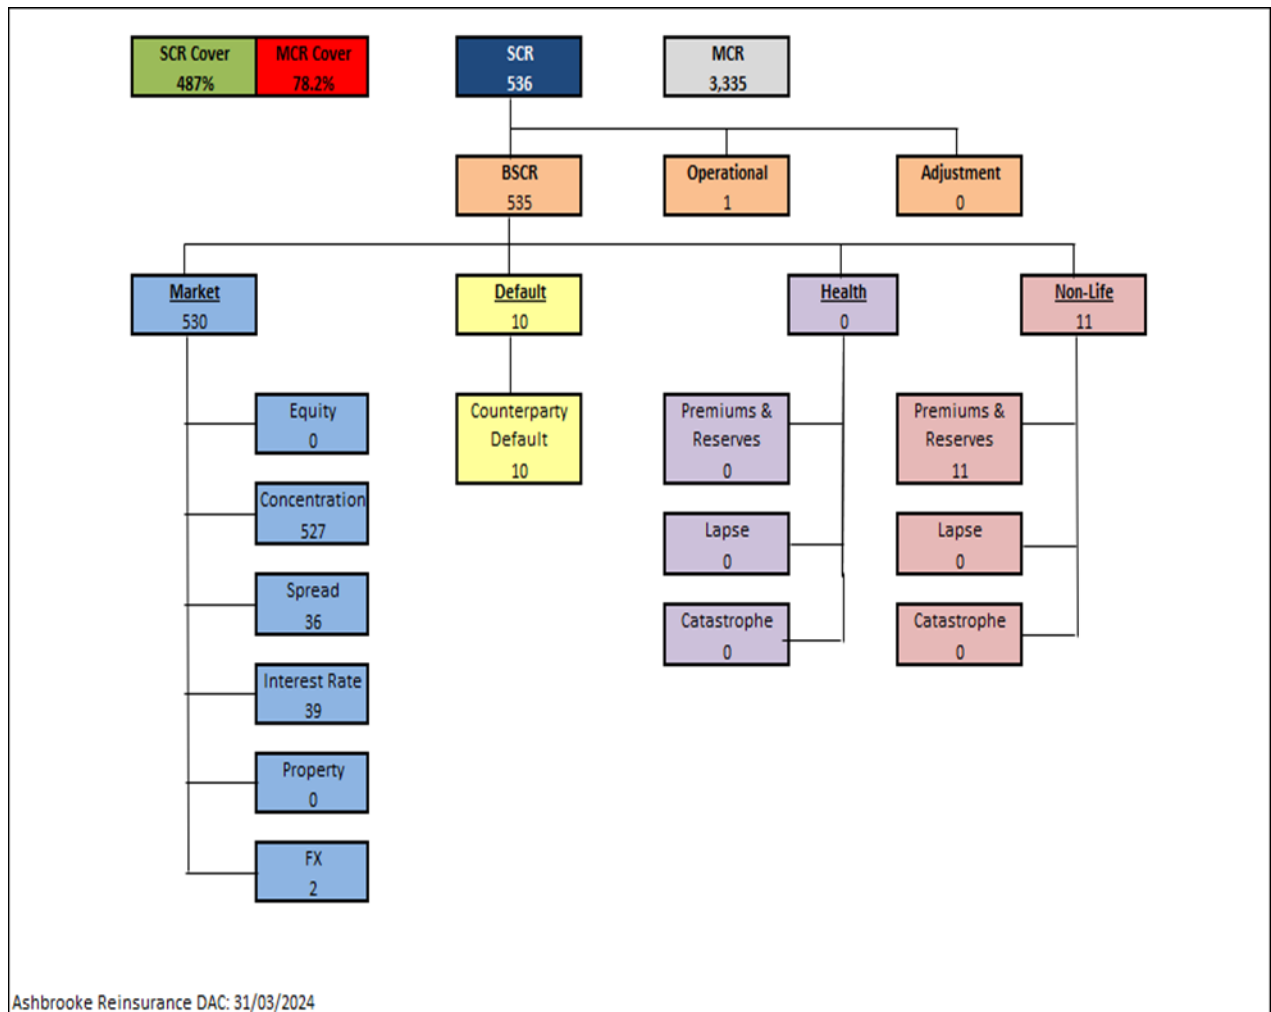 SCR Cover
487%
MCR Cover
78.2%
SCR
536
MCR
3,335
BSCR
535
Operational
1
Adjustment
0
Market
530
Default
10
Health
0
Non-Life
11
Equity
0
Concentration
527
Spread
36
Interest Rate
39
Property
0
FX
2
Counterparty
Default
10
Premiums &
Reserves
0
Lapse
0
Catastrophe
0
Premiums &
Reserves
11
Lapse
0
Catastrophe
0
Ashbrooke Reinsurance DAC: 31/03/2024